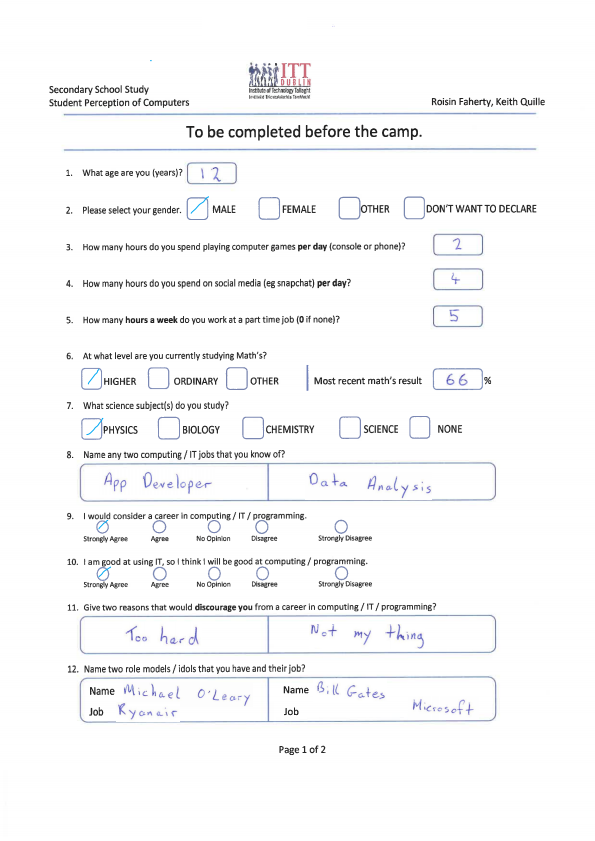 ITT
DUBLIN
Institute of Technology Tallaght
Secondary School Study
Student Perception of Computers
Roisin Faherty, Keith Quille
To be completed before the camp.
1. What age are you (years)? 12
2. Please select your gender. MALE FEMALE OTHER DON'T WANT TO DECLARE
3. How many hours do you spend playing computer games per day (console or phone)? 2
4. How many hours do you spend on social media (eg snapchat) per day? 4
5. How many hours a week do you work at a part time job (0 if none)? 5
6. At what level are you currently studying Math's?
HIGHER ORDINARY OTHER Most recent math's result 66 %
7. What science subject(s) do you study?
PHYSICS BIOLOGY CHEMISTRY SCIENCE NONE
8. Name any two computing / IT jobs that you know of?
App Developer Data Analysis
9. I would consider a career in computing / IT / programming.
Strongly Agree Agree No Opinion Disagree Strongly Disagree
10. I am good at using IT, so I think I will be good at computing / programming.
Strongly Agree Agree No Opinion Disagree Strongly Disagree
11. Give two reasons that would discourage you from a career in computing / IT / programming?
Too hard Not my thing
12. Name two role models / idols that you have and their job?
Name Michael O'Leary Name Bill Gates
Job Ryanair Job Microsoft
Page 1 of 2